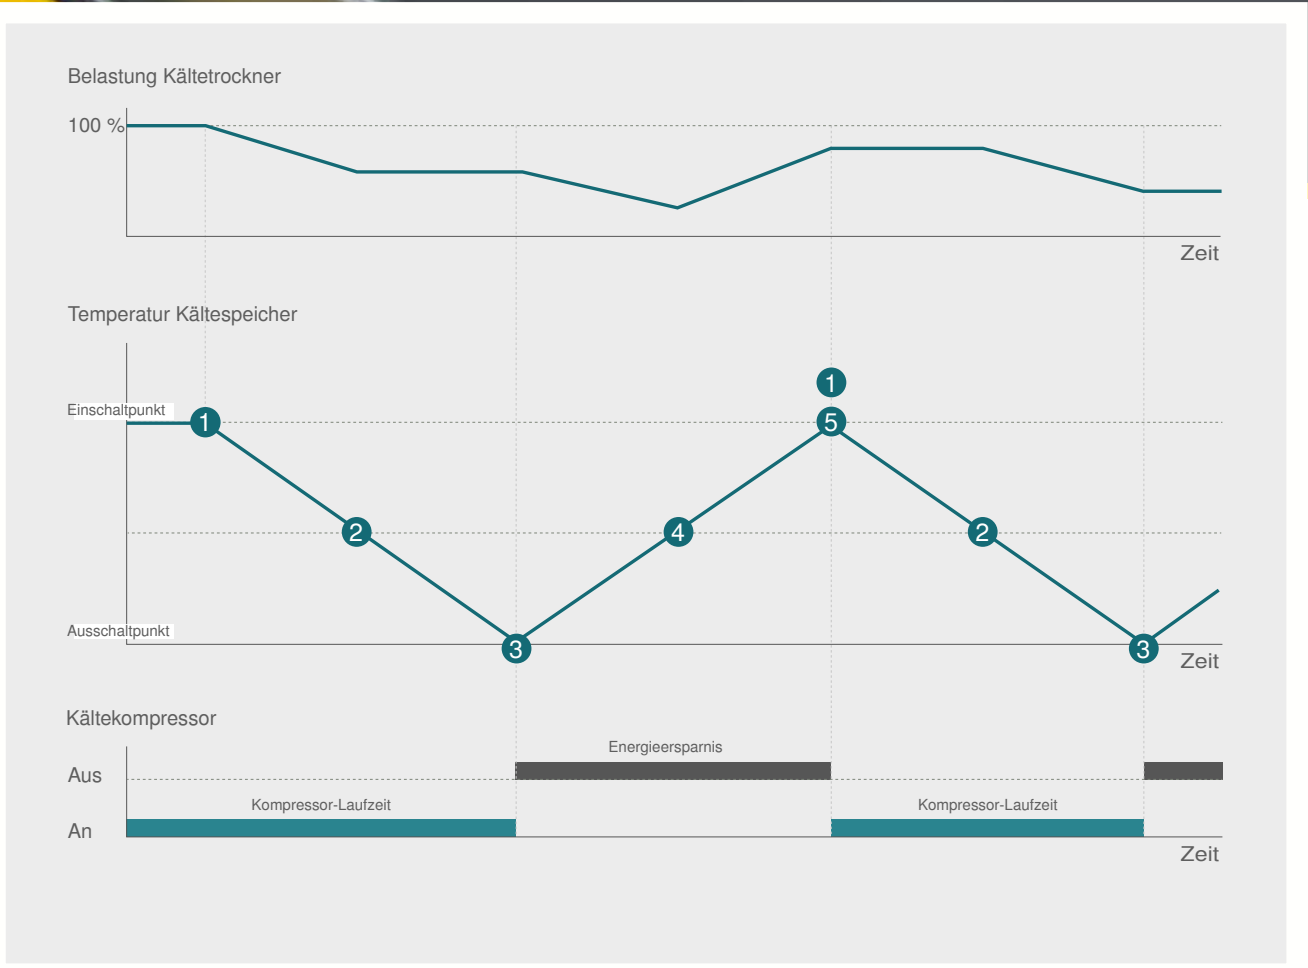 Belastung Kältetrockner
100 %
Zeit
Temperatur Kältespeicher
1
Einschaltpunkt
1
5
2
4
2
Ausschaltpunkt
3
3
Zeit
Kältekompressor
Energieersparnis
Aus
Kompressor-Laufzeit
Kompressor-Laufzeit
An
Zeit